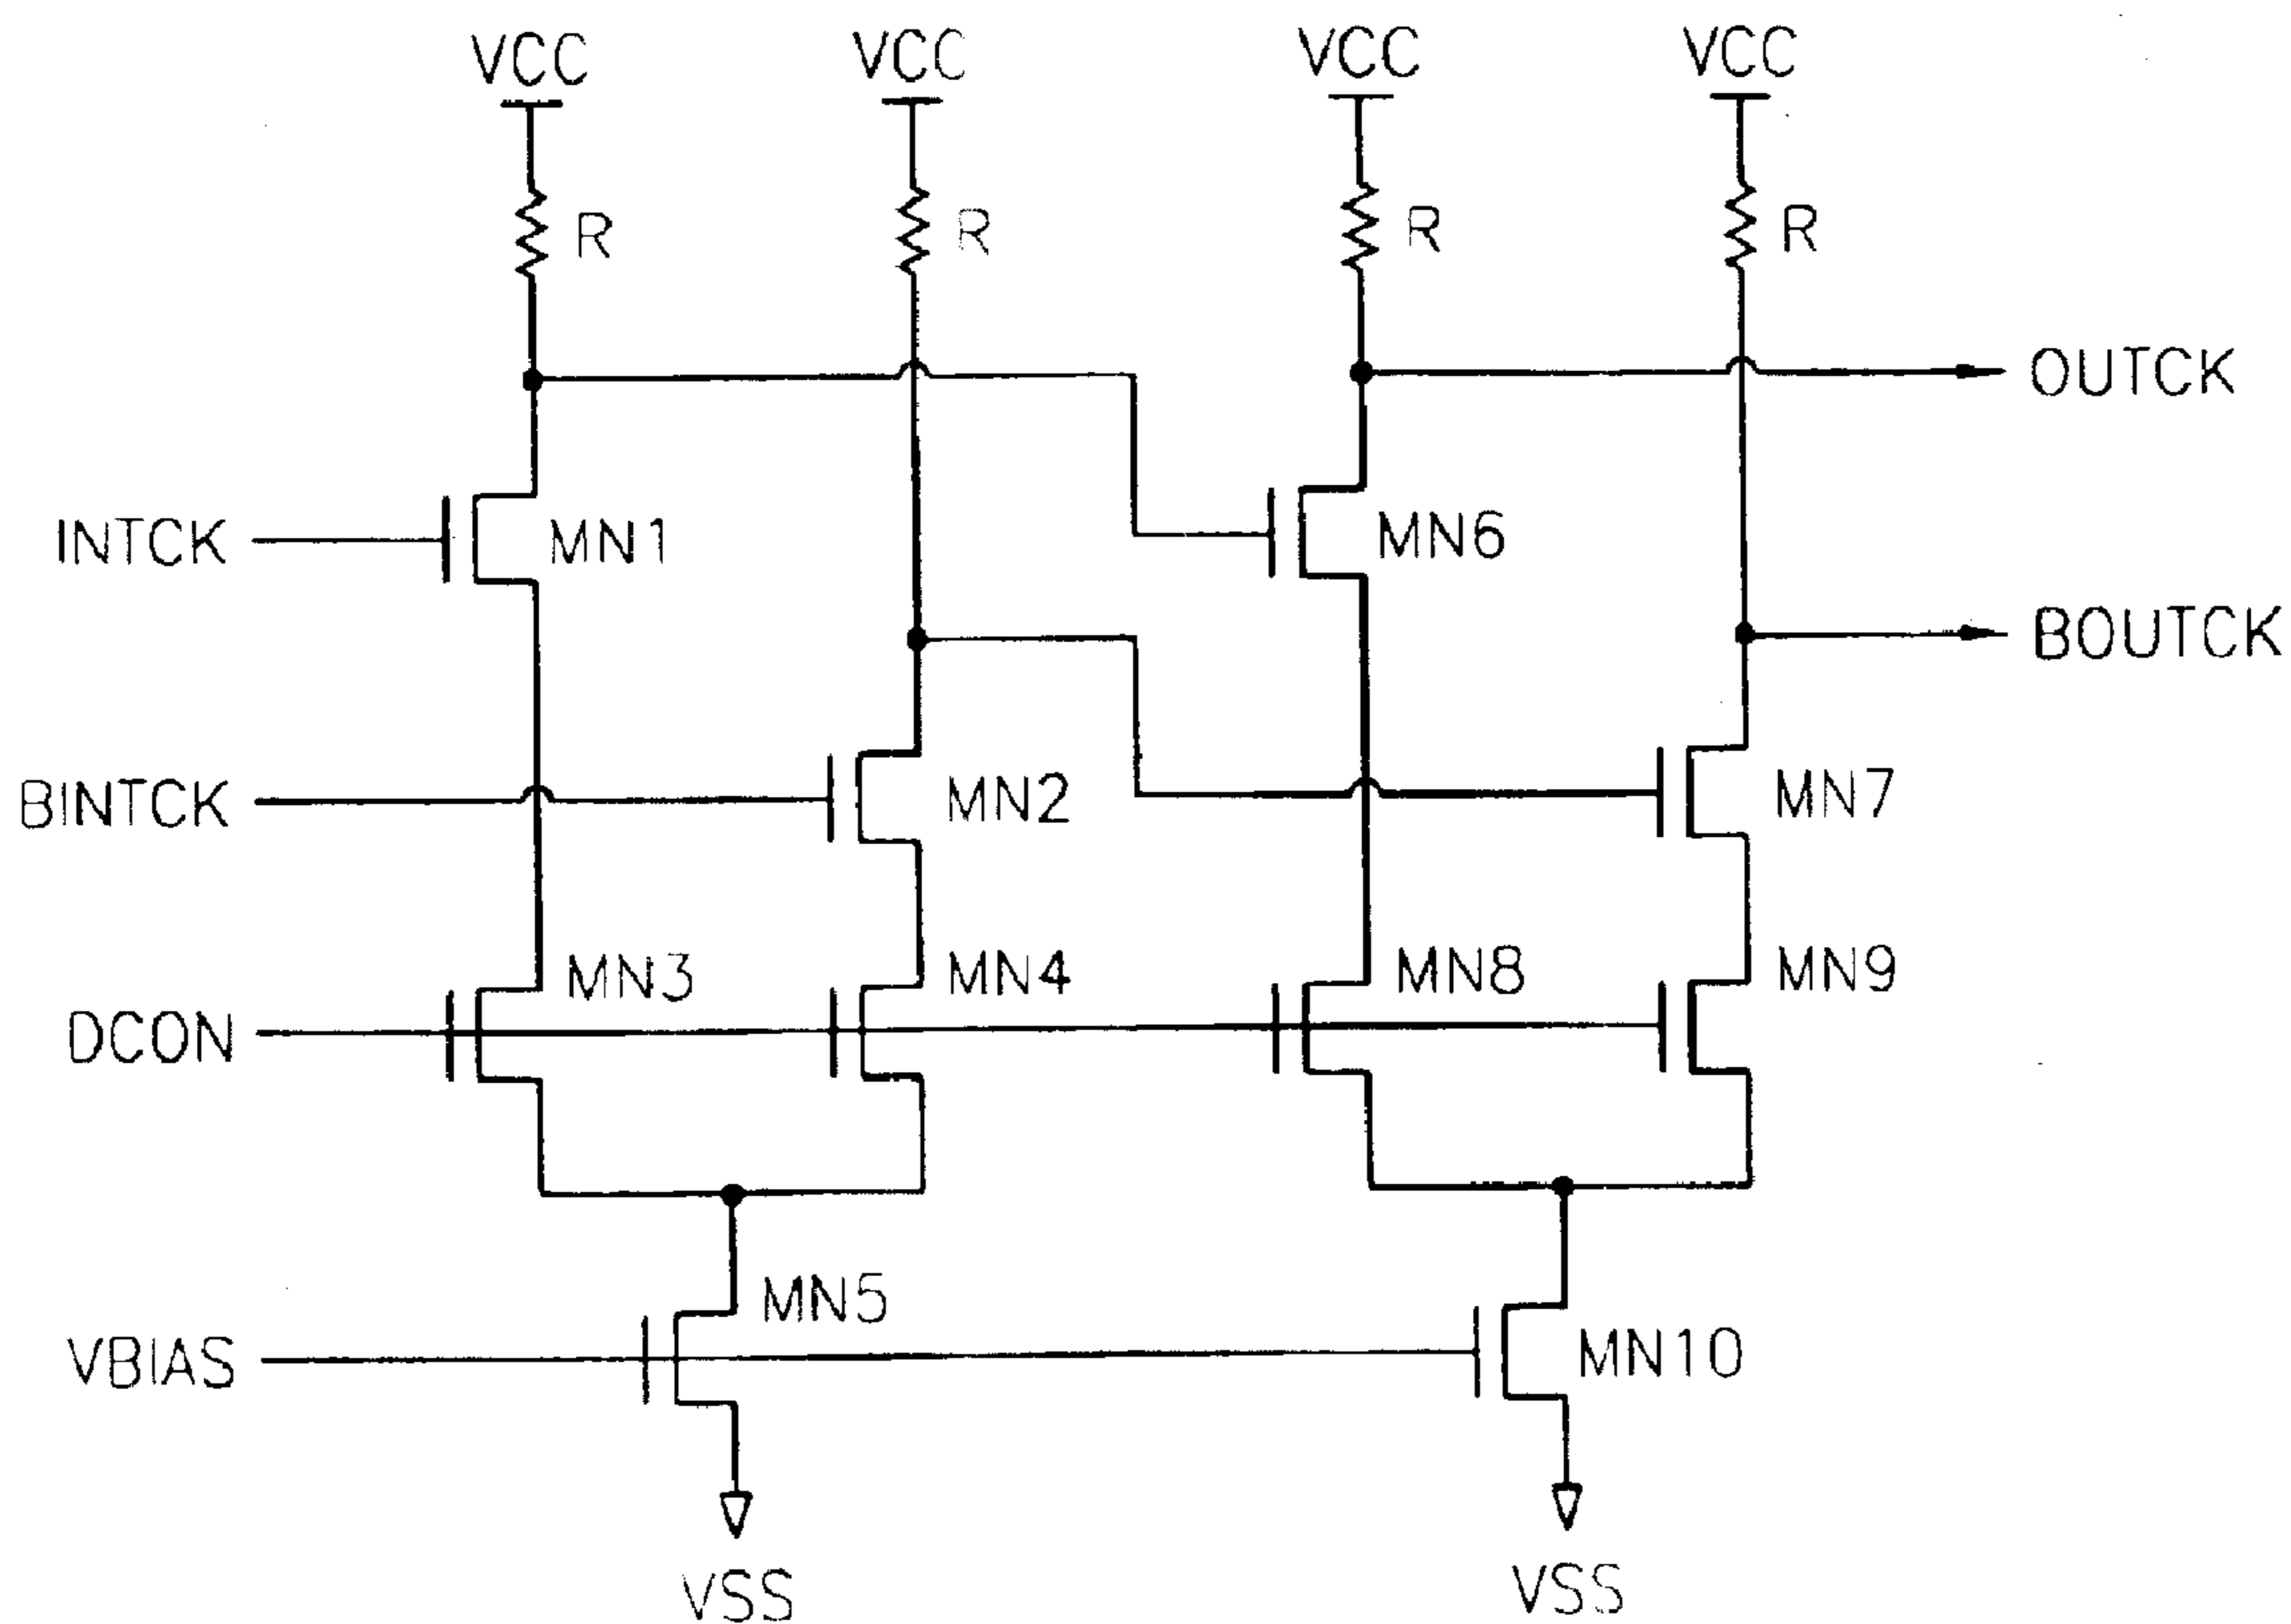 VCC VCC VCC VCC
R R R R
OUTCK
INTCK MN1 MN6
BOUTCK
BINTCK MN2 MN7
MN3 MN4 MN8 MN9
DCON
MN5
VBIAS MN10
VSS VSS